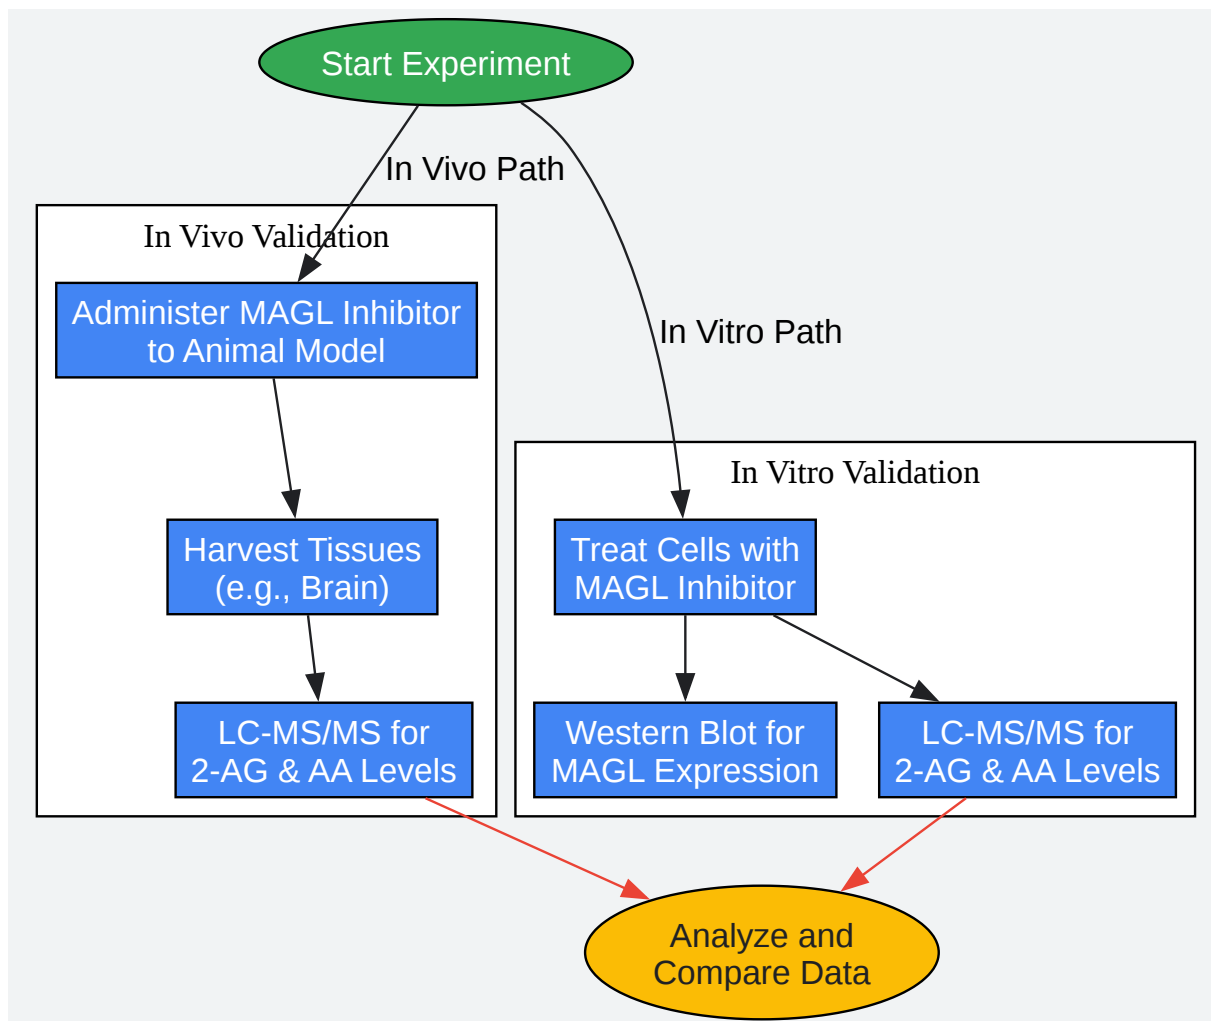 Start Experiment
In Vivo Path
In Vivo Validation
Administer MAGL Inhibitor
to Animal Model
In Vitro Path
In Vitro Validation
Harvest Tissues
(e.g., Brain)
Treat Cells with
MAGL Inhibitor
LC-MS/MS for
2-AG & AA Levels
Western Blot for
MAGL Expression
LC-MS/MS for
2-AG & AA Levels
Analyze and
Compare Data